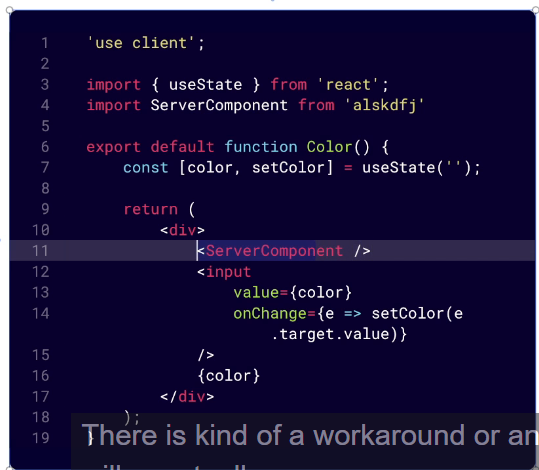 1 'use client';
2
3 import { useState } from 'react';
4 import ServerComponent from 'alskdfj'
5
6 export default function Color() {
7 const [color, setColor] = useState('');
8
9 return (
10 <div>
11 <ServerComponent />
12 <input
13 value={color}
14 onChange={e => setColor(e
.target.value)}
15 />
16 {color}
17 </div>
18 );
19 }
There is kind of a workaround or an